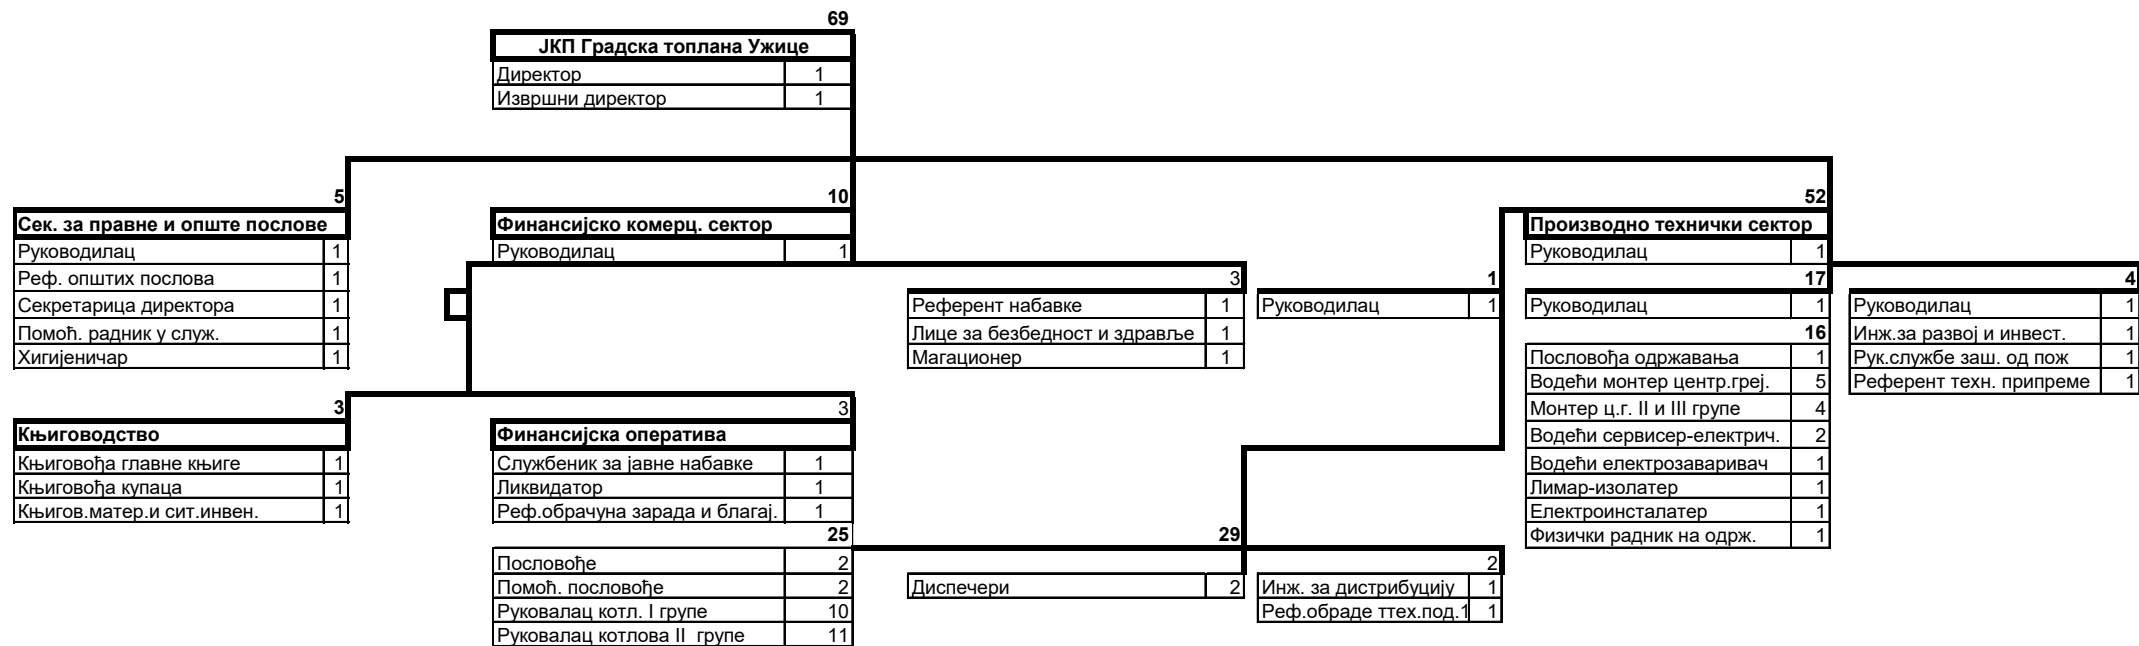 69
ЈКП Градска топлана Ужице
Директор 1
Извршни директор 1
5
Сек. за правне и опште послове
Руководилац 1
Реф. општих послова 1
Секретарица директора 1
Помоћ. радник у служ. 1
Хигијеничар 1
10
Финансијско комерц. сектор
Руководилац 1
3
Референт набавке 1
Лице за безбедност и здравље 1
Магационер 1
1
Руководилац 1
52
Производно технички сектор
Руководилац 1
17
Руководилац 1
16
Пословођа одржавања 1
Водећи монтер центр.греј. 5
Монтер ц.г. II и III групе 4
Водећи сервисер-електрич. 2
Водећи електрозаваривач 1
Лимар-изолатер 1
Електроинсталатер 1
Физички радник на одрж. 1
4
Руководилац 1
Инж.за развој и инвест. 1
Рук.службе заш. од пож 1
Референт техн. припреме 1
3
Књиговодство
Књиговођа главне књиге 1
Књиговођа купаца 1
Књигов.матер.и сит.инвен. 1
3
Финансијска оператива
Службеник за јавне набавке 1
Ликвидатор 1
Реф.обрачуна зарада и благај. 1
25
Пословође 2
Помоћ. пословође 2
Руковалац котл. I групе 10
Руковалац котлова II групе 11
29
Диспечери 2
2
Инж. за дистрибуцију 1
Реф.обраде ттех.под.1 1